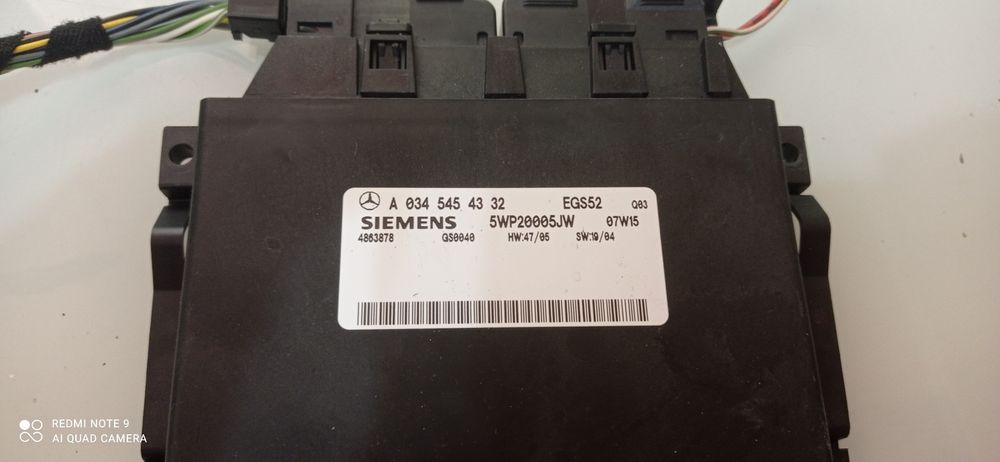 A 034 545 43 32 EGS52 Q03
SIEMENS 5WP20005JW 07W15
4863878 GS0040 HW:47/05 SW:19/04
REDMI NOTE 9
AI QUAD CAMERA